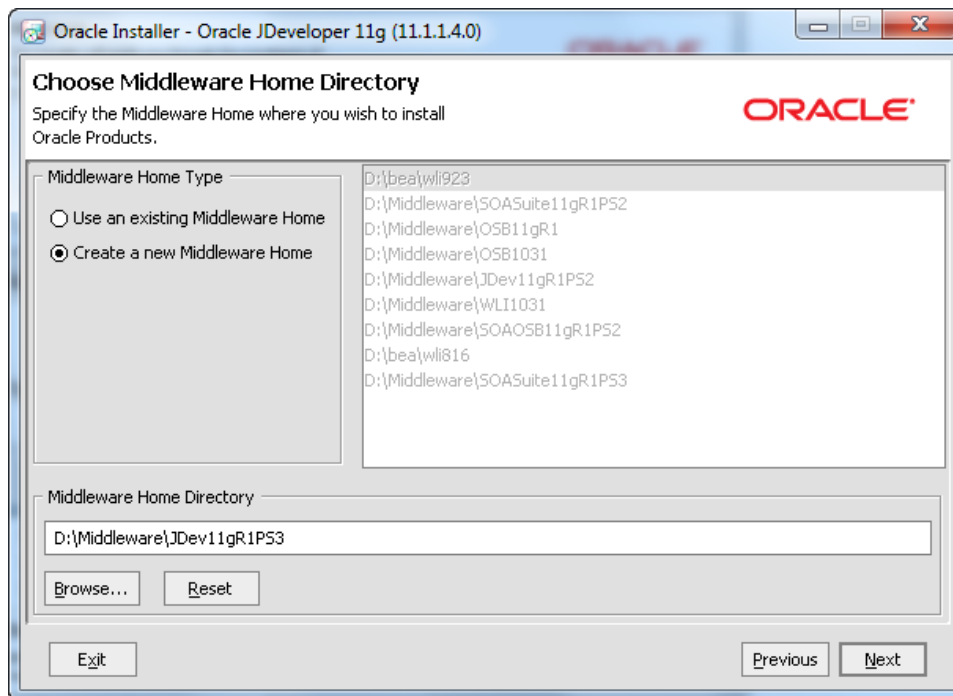 Oracle Installer - Oracle JDeveloper 11g (11.1.1.4.0)
Choose Middleware Home Directory
Specify the Middleware Home where you wish to install
Oracle Products.
ORACLE
Middleware Home Type
Use an existing Middleware Home
Create a new Middleware Home
D:\bea\wli923
D:\Middleware\SOASuite11gR1PS2
D:\Middleware\OSB11gR1
D:\Middleware\OSB1031
D:\Middleware\JDev11gR1PS2
D:\Middleware\WLI1031
D:\Middleware\SOAOSB11gR1PS2
D:\bea\wli816
D:\Middleware\SOASuite11gR1PS3
Middleware Home Directory
D:\Middleware\JDev11gR1PS3
Browse...
Reset
Exit
Previous
Next